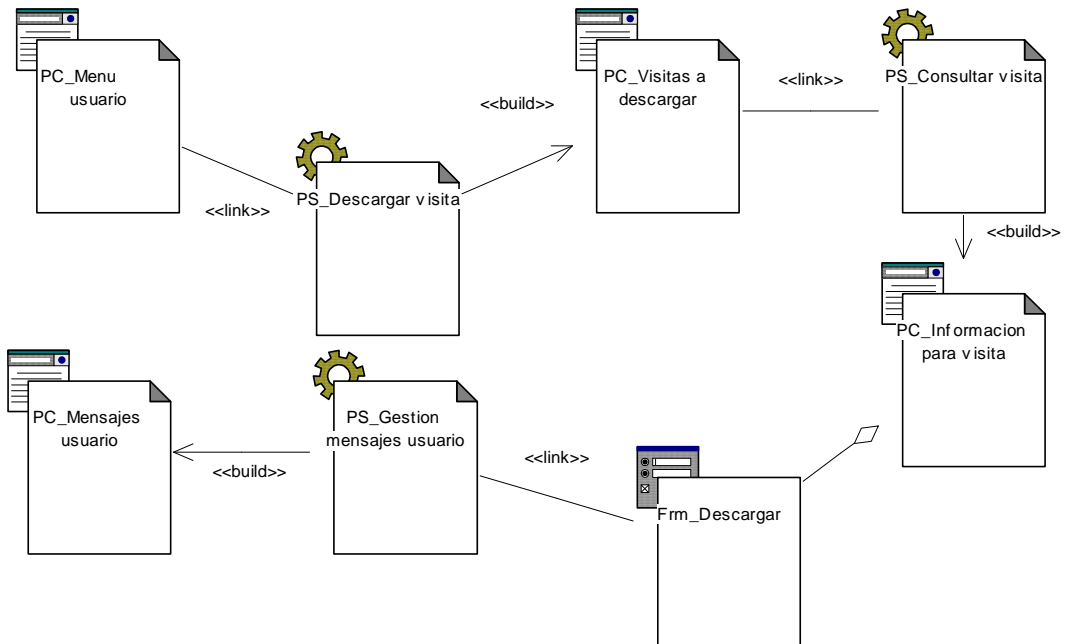 PC_Menu
usuario
<<link>>
PS_Descargar visita
<<build>>
PC_Visitas a
descargar
<<link>>
PS_Consultar visita
<<build>>
PC_Informacion
para visita
Frm_Descargar
<<link>>
PS_Gestion
mensajes usuario
<<build>>
PC_Mensajes
usuario